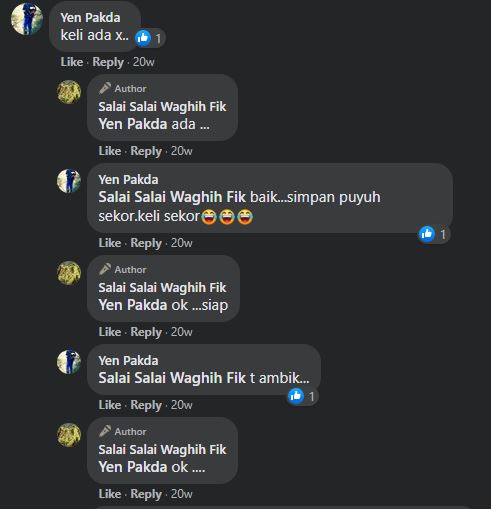 Yen Pakda
keli ada x..
1
Like · Reply · 20w
Author
Salai Salai Waghih Fik
Yen Pakda ada ...
Like · Reply · 20w
Yen Pakda
Salai Salai Waghih Fik baik...simpan puyuh
sekor.keli sekor😂😂😂
1
Like · Reply · 20w
Author
Salai Salai Waghih Fik
Yen Pakda ok ...siap
Like · Reply · 20w
Yen Pakda
Salai Salai Waghih Fik t ambik...
1
Like · Reply · 20w
Author
Salai Salai Waghih Fik
Yen Pakda ok ....
Like · Reply · 20w